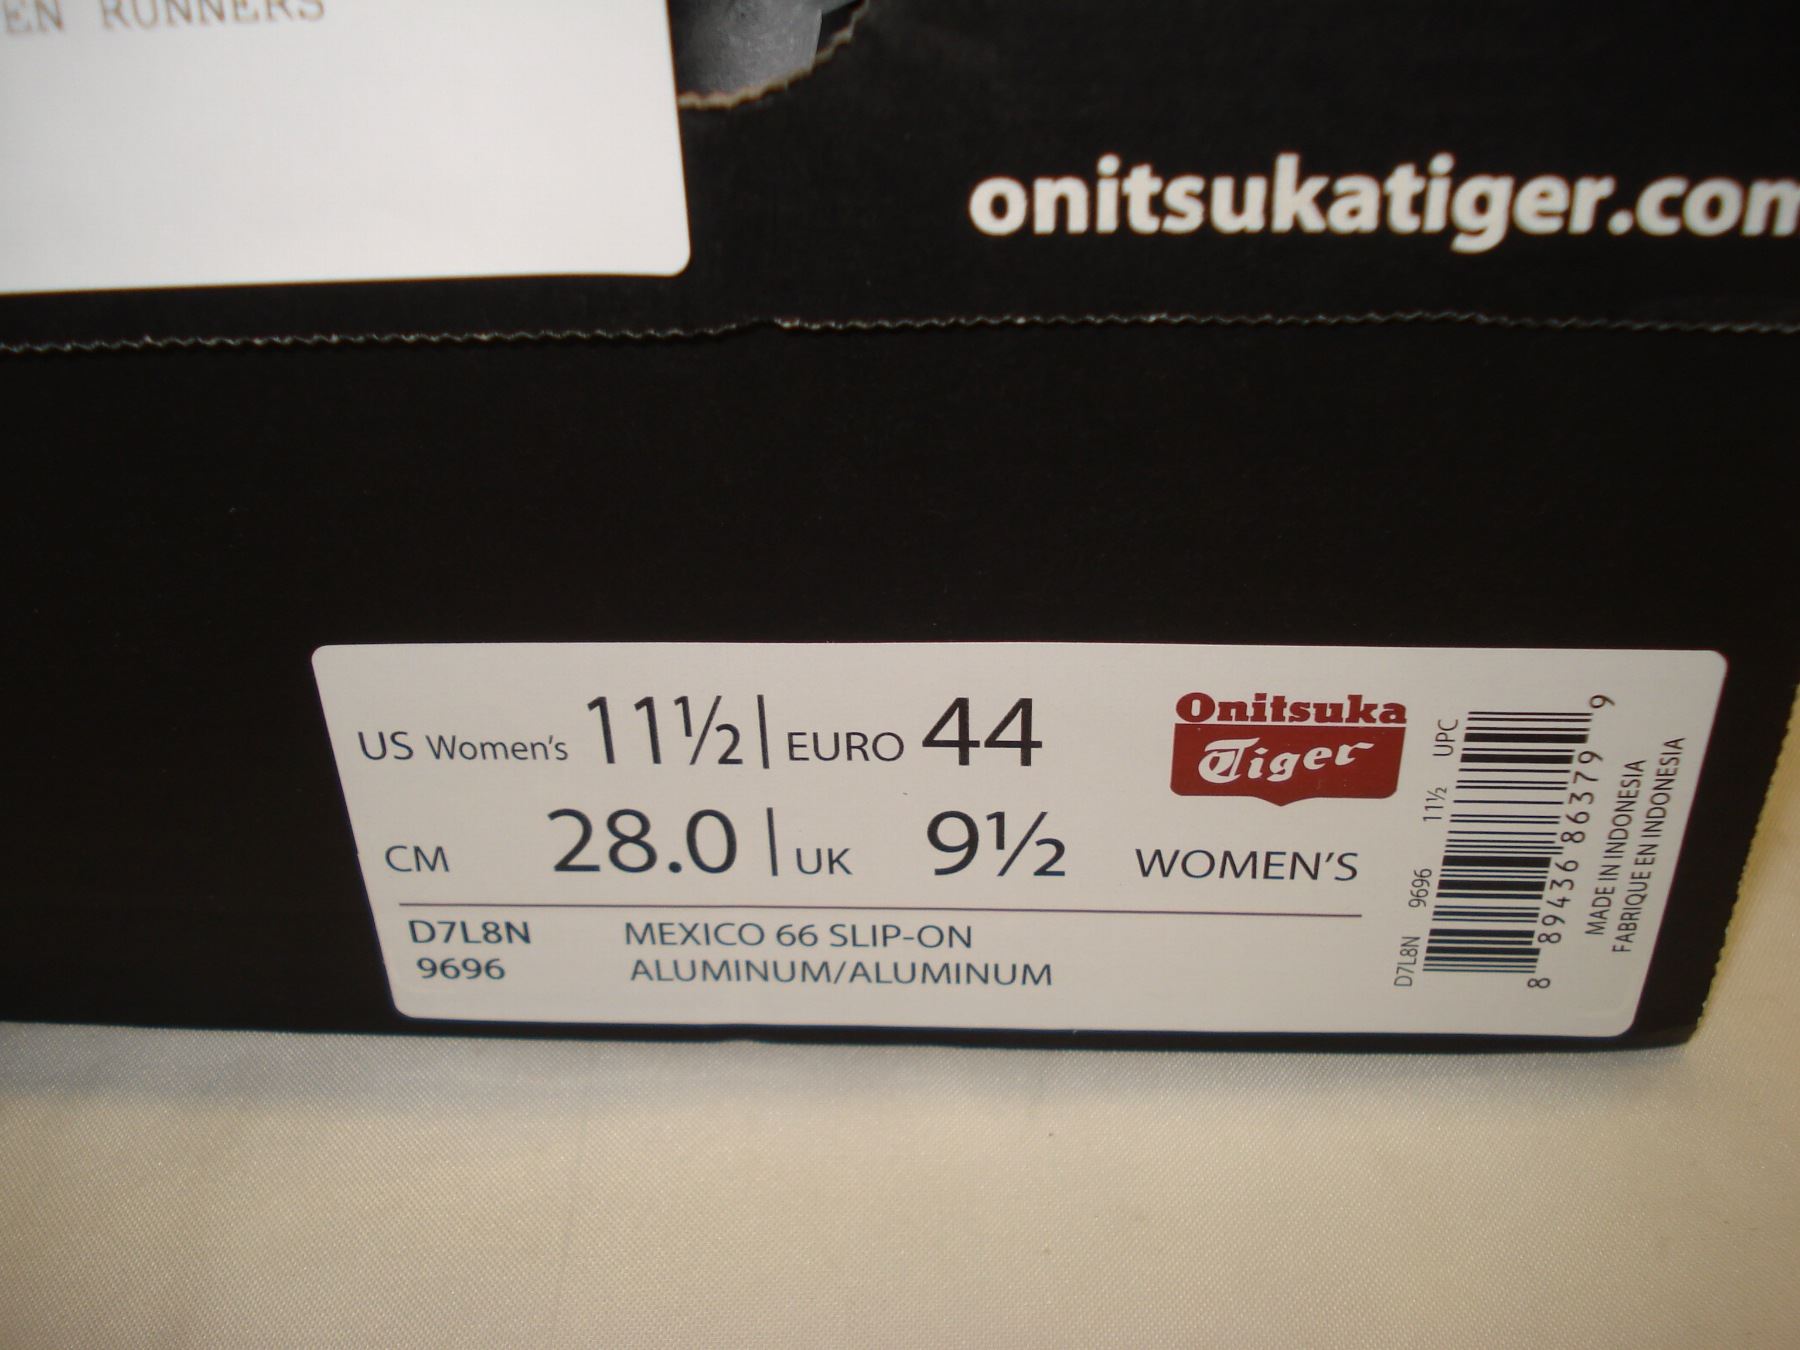 EN RUNNERS
onitsukatiger.com
US Women's 11½ | EURO 44
CM 28.0 | UK 9½ WOMEN'S
Onitsuka
Tiger
D7L8N MEXICO 66 SLIP-ON
9696 ALUMINUM/ALUMINUM
D7L8N 9696 11½ UPC
8 89436 86379 9
MADE IN INDONESIA
FABRIQUE EN INDONESIA